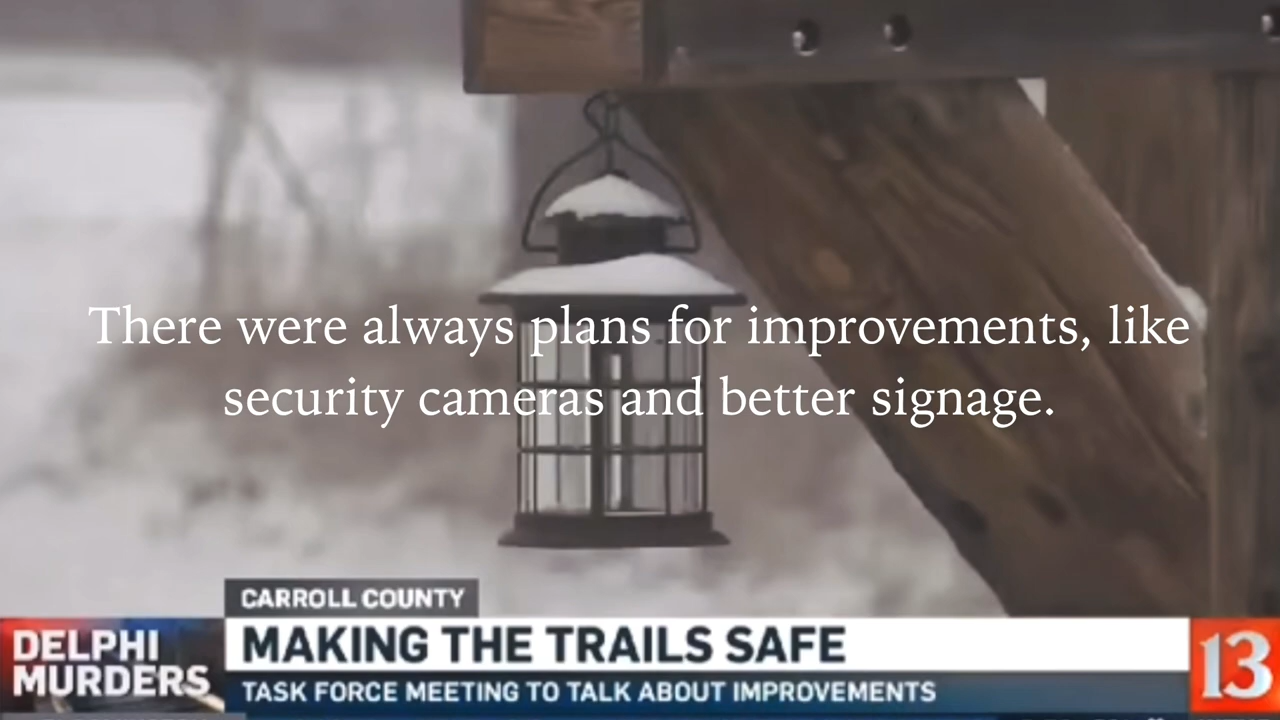 There were always plans for improvements, like
security cameras and better signage.
CARROLL COUNTY
DELPHI
MURDERS
MAKING THE TRAILS SAFE
TASK FORCE MEETING TO TALK ABOUT IMPROVEMENTS
13